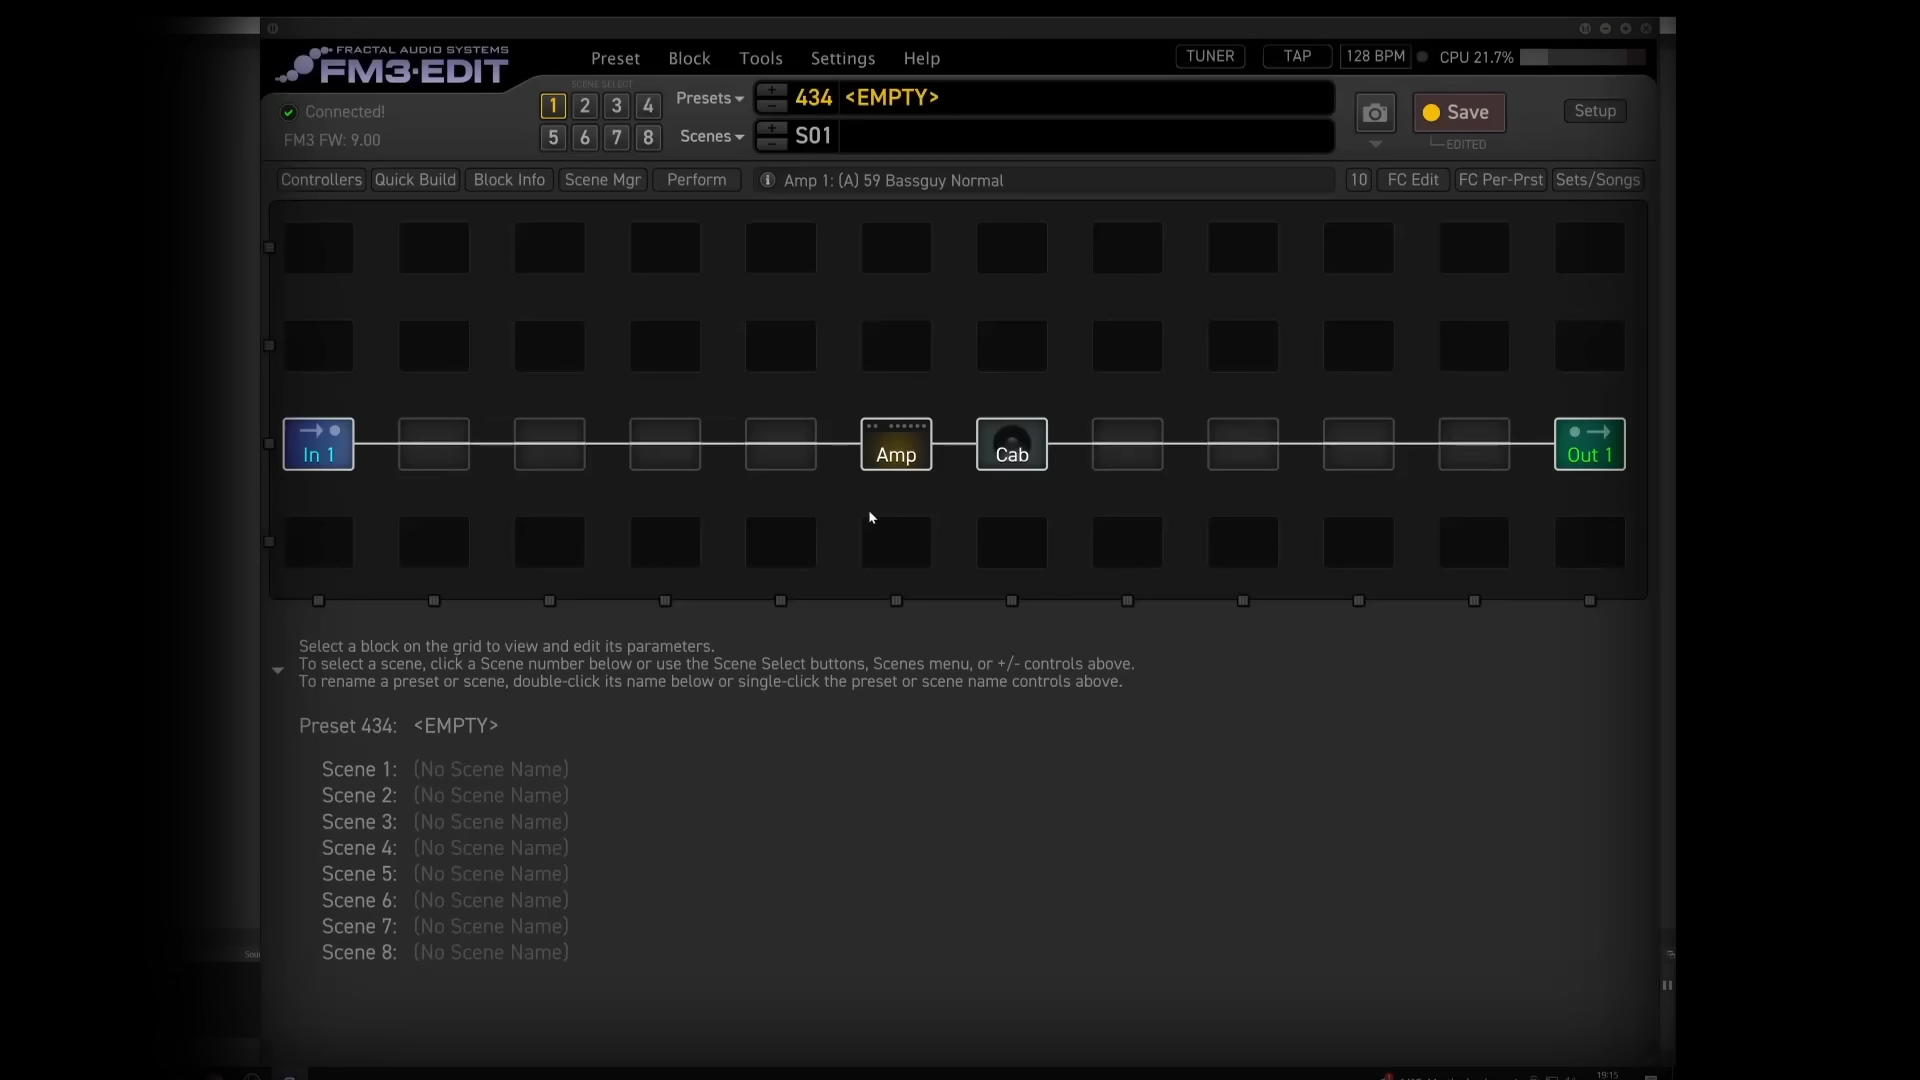 FRACTAL AUDIO SYSTEMS
FM3·EDIT
Preset Block Tools Settings Help
TUNER TAP 128 BPM CPU 21.7%
Connected!
FM3 FW: 9.00
SCENE SELECT
1 2 3 4
5 6 7 8
Presets + − 434 <EMPTY>
Scenes + − S01
Save
EDITED
Setup
Controllers Quick Build Block Info Scene Mgr Perform Amp 1: (A) 59 Bassguy Normal 10 FC Edit FC Per-Prst Sets/Songs
In 1 Amp Cab Out 1
Select a block on the grid to view and edit its parameters.
To select a scene, click a Scene number below or use the Scene Select buttons, Scenes menu, or +/- controls above.
To rename a preset or scene, double-click its name below or single-click the preset or scene name controls above.
Preset 434: <EMPTY>
Scene 1: (No Scene Name)
Scene 2: (No Scene Name)
Scene 3: (No Scene Name)
Scene 4: (No Scene Name)
Scene 5: (No Scene Name)
Scene 6: (No Scene Name)
Scene 7: (No Scene Name)
Scene 8: (No Scene Name)
Sou
19:15